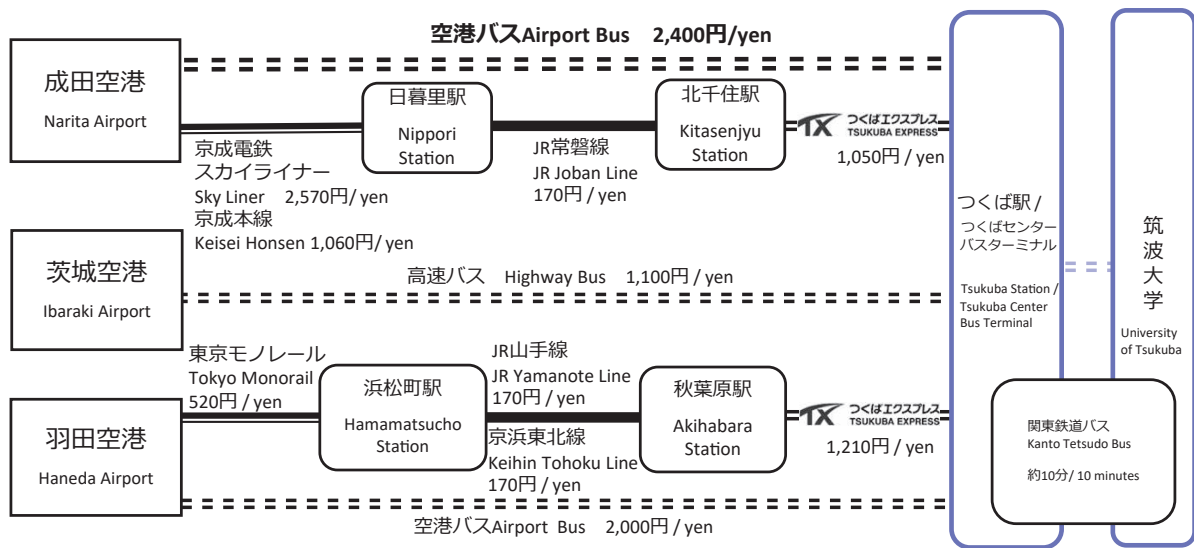 空港バスAirport Bus 2,400円/yen
成田空港
Narita Airport
日暮里駅
Nippori
Station
北千住駅
Kitasenjyu
Station
京成電鉄
スカイライナー
Sky Liner 2,570円/ yen
京成本線
Keisei Honsen 1,060円/ yen
JR常磐線
JR Joban Line
170円 / yen
TX つくばエクスプレス
TSUKUBA EXPRESS
1,050円 / yen
茨城空港
Ibaraki Airport
高速バス Highway Bus 1,100円 / yen
羽田空港
Haneda Airport
東京モノレール
Tokyo Monorail
520円 / yen
浜松町駅
Hamamatsucho
Station
JR山手線
JR Yamanote Line
170円 / yen
京浜東北線
Keihin Tohoku Line
170円 / yen
秋葉原駅
Akihabara
Station
TX つくばエクスプレス
TSUKUBA EXPRESS
1,210円 / yen
空港バスAirport Bus 2,000円 / yen
つくば駅 /
つくばセンター
バスターミナル
Tsukuba Station /
Tsukuba Center
Bus Terminal
筑波大学
University
of Tsukuba
関東鉄道バス
Kanto Tetsudo Bus
約10分/ 10 minutes